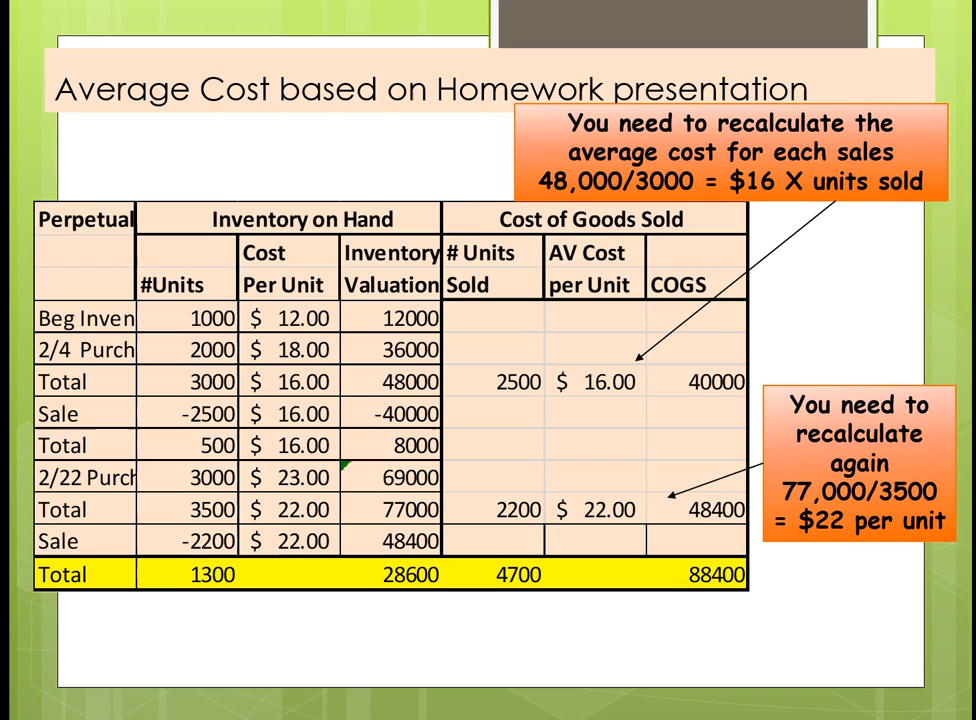 Average Cost based on Homework presentation
You need to recalculate the
average cost for each sales
48,000/3000 = $16 X units sold
Perpetual Inventory on Hand Cost of Goods Sold
Cost Inventory # Units AV Cost
#Units Per Unit Valuation Sold per Unit COGS
Beg Inven 1000 $ 12.00 12000
2/4 Purch 2000 $ 18.00 36000
Total 3000 $ 16.00 48000 2500 $ 16.00 40000
Sale -2500 $ 16.00 -40000
Total 500 $ 16.00 8000
2/22 Purch 3000 $ 23.00 69000
Total 3500 $ 22.00 77000 2200 $ 22.00 48400
Sale -2200 $ 22.00 48400
Total 1300 28600 4700 88400
You need to
recalculate
again
77,000/3500
= $22 per unit